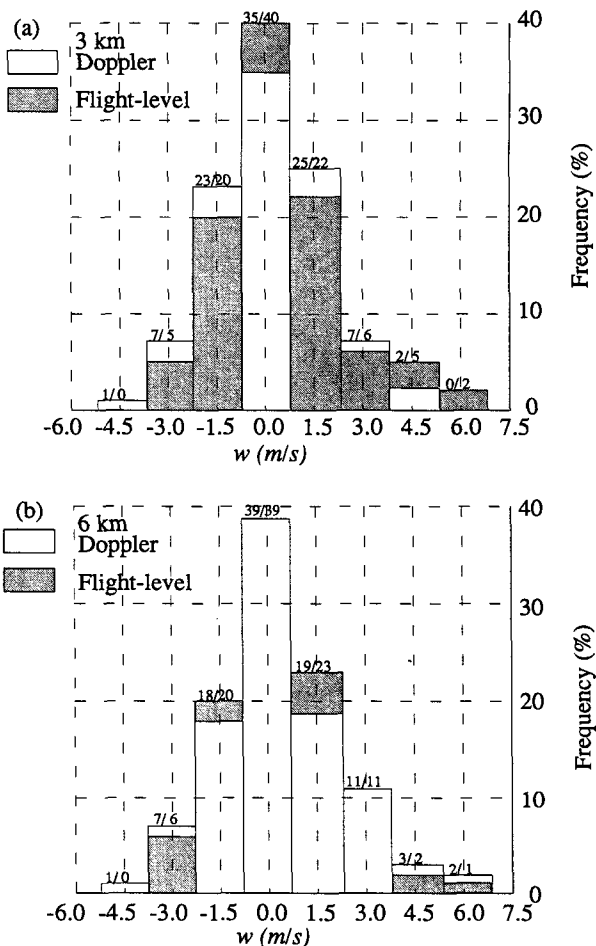 (a)
3 km
Doppler
Flight-level
35/40
23/20
25/22
7/ 5
7/ 6
2/ 5
1/ 0
0/ 2
40
30
20
10
0
Frequency (%)
-6.0 -4.5 -3.0 -1.5 0.0 1.5 3.0 4.5 6.0 7.5
w (m/s)
(b)
6 km
Doppler
Flight-level
39/39
18/20
19/23
11/11
7/ 6
3/ 2
2/ 1
1/ 0
40
30
20
10
0
Frequency (%)
-6.0 -4.5 -3.0 -1.5 0.0 1.5 3.0 4.5 6.0 7.5
w (m/s)